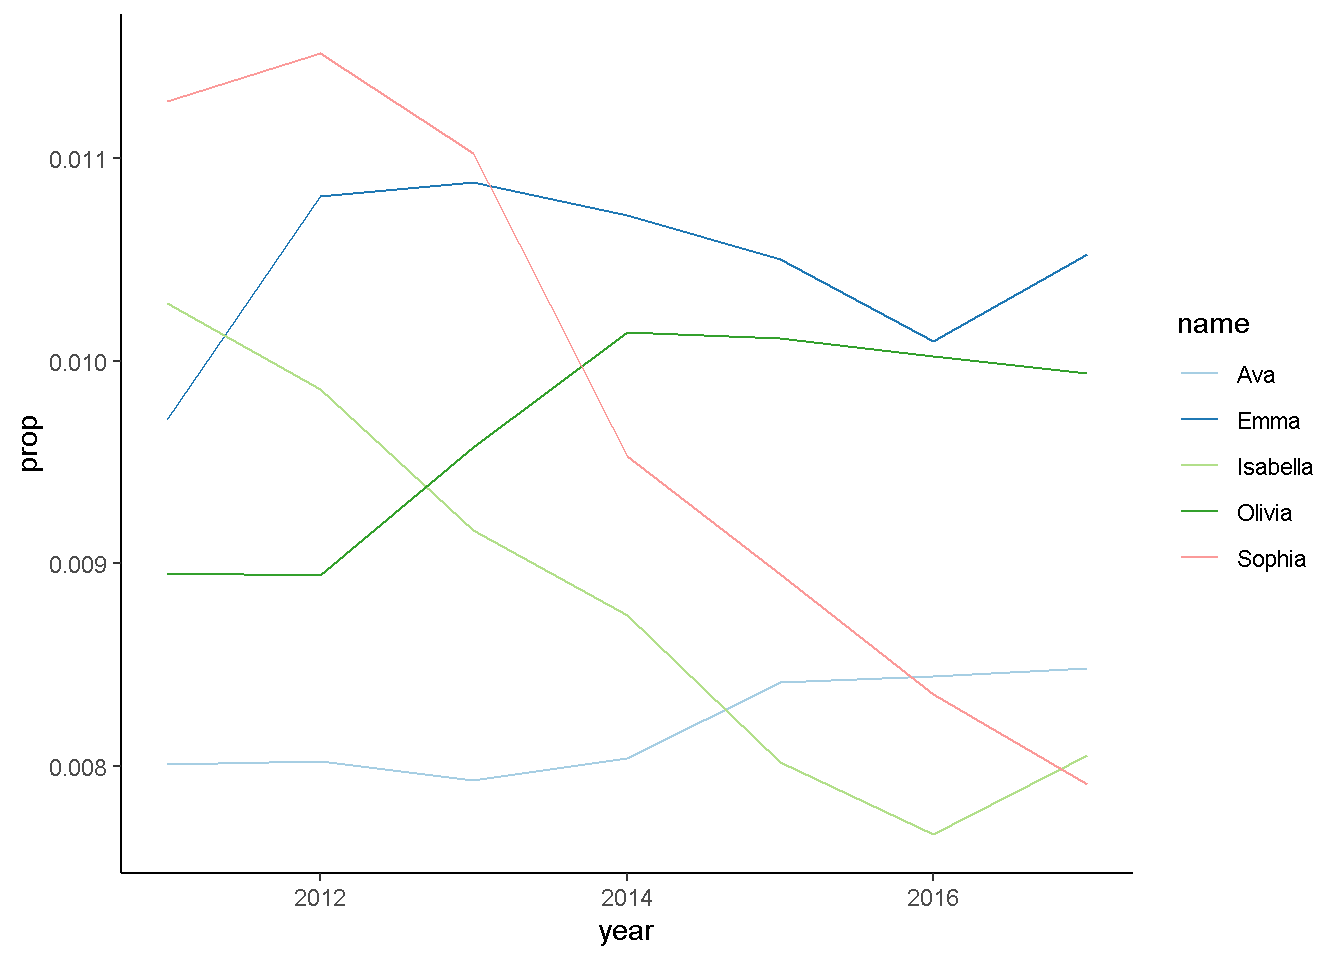 0.011
0.010
0.009
0.008
prop
2012
2014
2016
year
name
Ava
Emma
Isabella
Olivia
Sophia